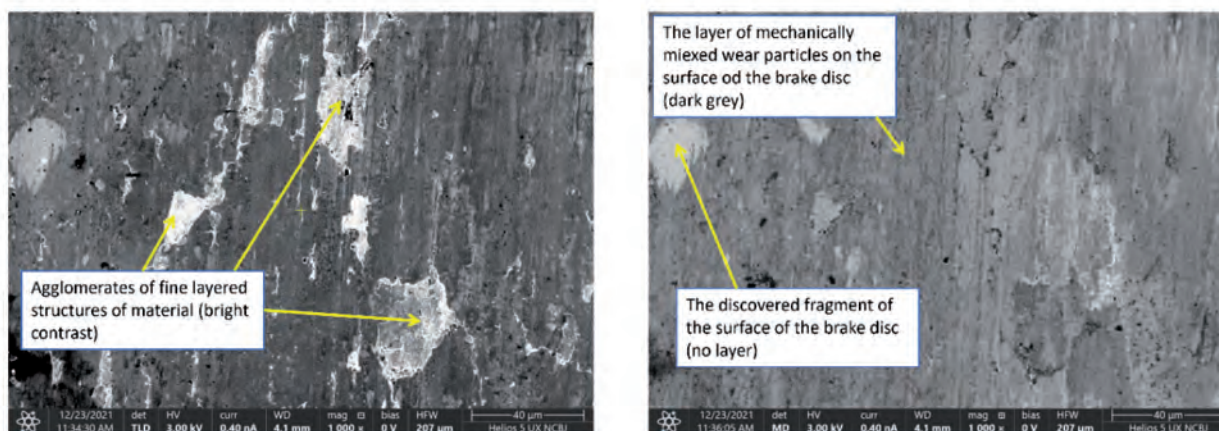 Agglomerates of fine layered
structures of material (bright
contrast)
12/23/2021 det HV curr WD mag bias HFW 40 µm
11:34:30 AM TLD 3.00 kV 0.40 nA 4.1 mm 1 000 x 0 V 207 µm Helios 5 UX NCBJ
The layer of mechanically
miexed wear particles on the
surface od the brake disc
(dark grey)
The discovered fragment of
the surface of the brake disc
(no layer)
12/23/2021 det HV curr WD mag bias HFW 40 µm
11:36:05 AM MD 3.00 kV 0.40 nA 4.1 mm 1 000 x 0 V 207 µm Helios 5 UX NCBJ